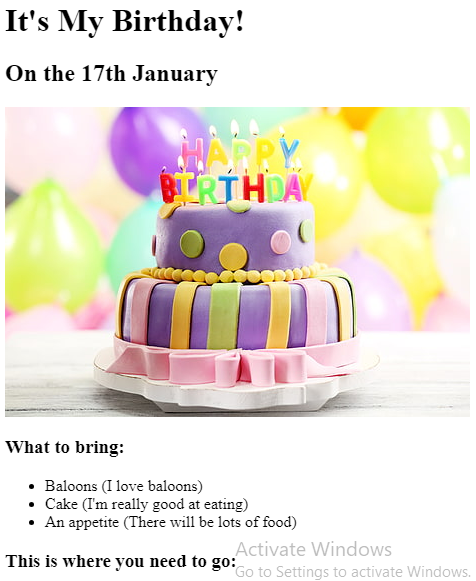 It's My Birthday!
On the 17th January
HAPPY
BIRTHDAY
What to bring:
Baloons (I love baloons)
Cake (I'm really good at eating)
An appetite (There will be lots of food)
This is where you need to go:
Activate Windows
Go to Settings to activate Windows.